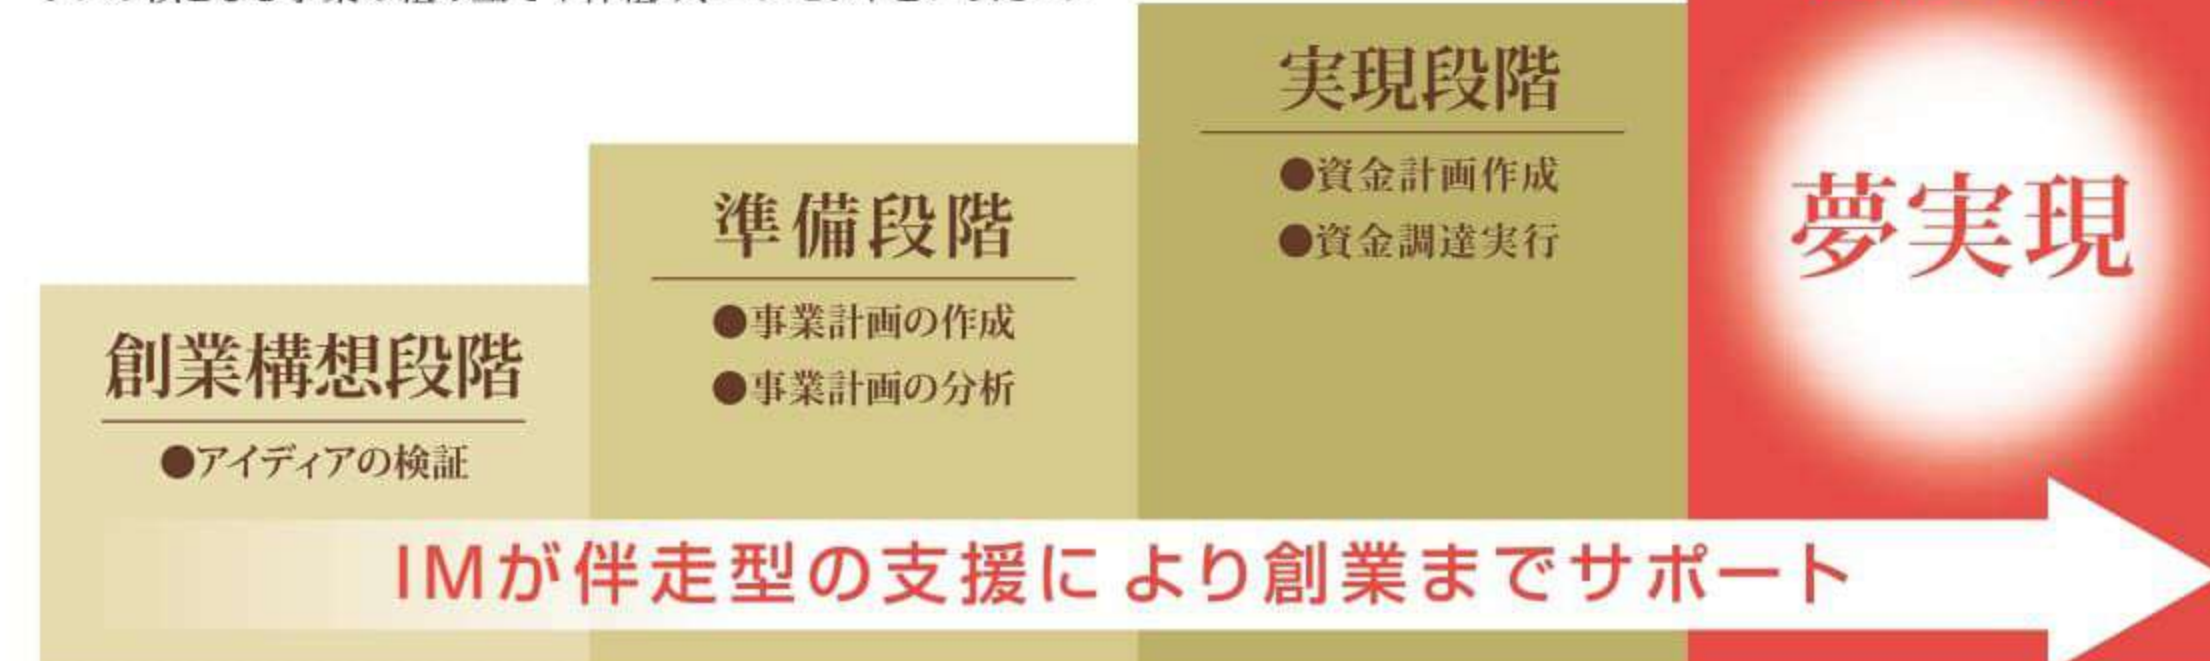 創業構想段階
●アイディアの検証
準備段階
●事業計画の作成
●事業計画の分析
実現段階
●資金計画作成
●資金調達実行
夢実現
IMが伴走型の支援により創業までサポート